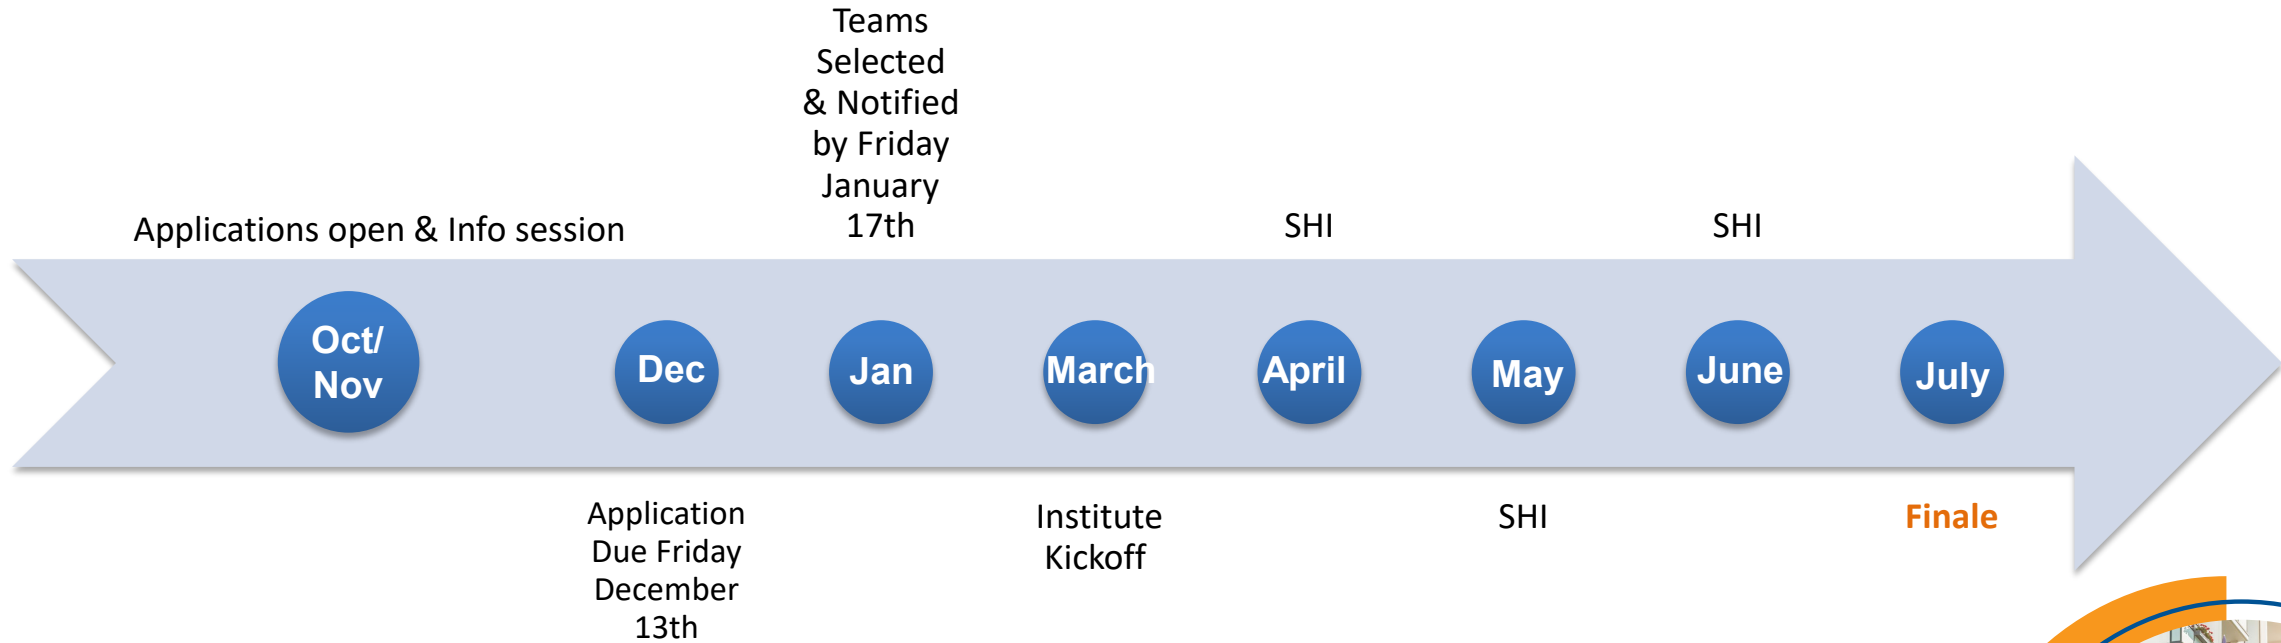 Teams
Selected
& Notified
by Friday
January
17th
Applications open & Info session
SHI
SHI
Oct/
Nov
Dec
Jan
March
April
May
June
July
Application
Due Friday
December
13th
Institute
Kickoff
SHI
Finale